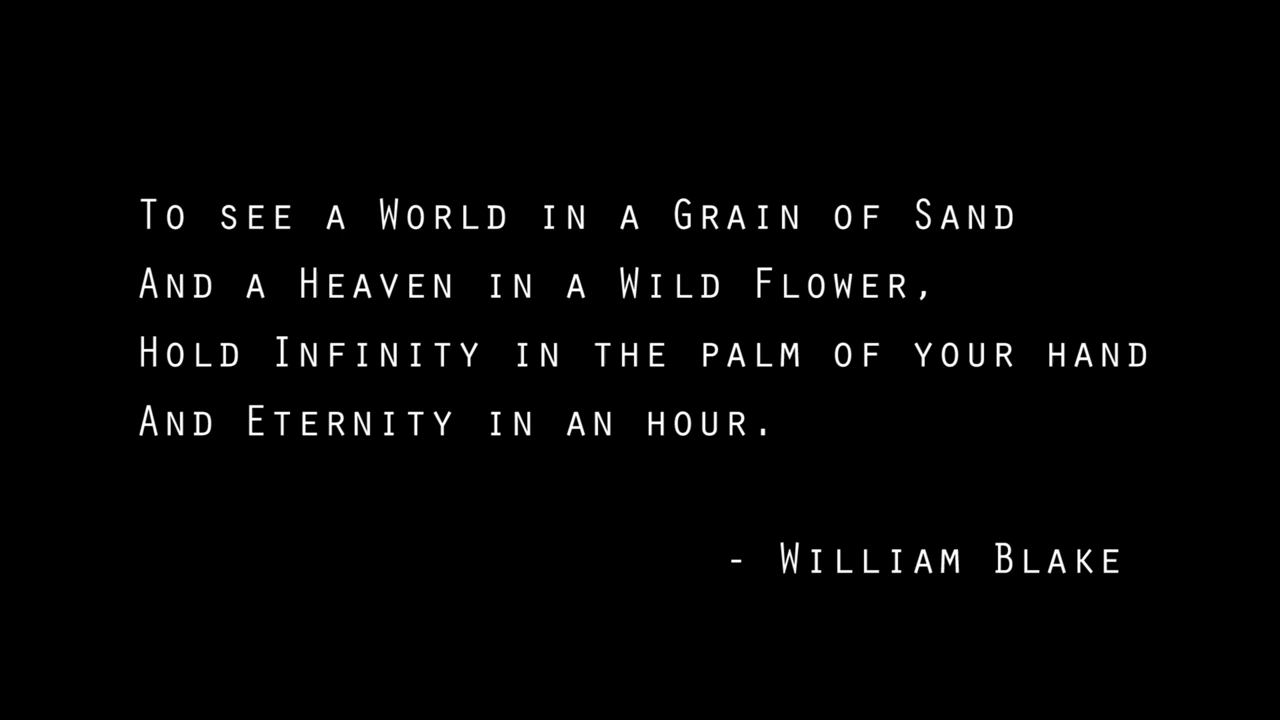 To see a World in a Grain of Sand
And a Heaven in a Wild Flower,
Hold Infinity in the palm of your hand
And Eternity in an hour.
- William Blake